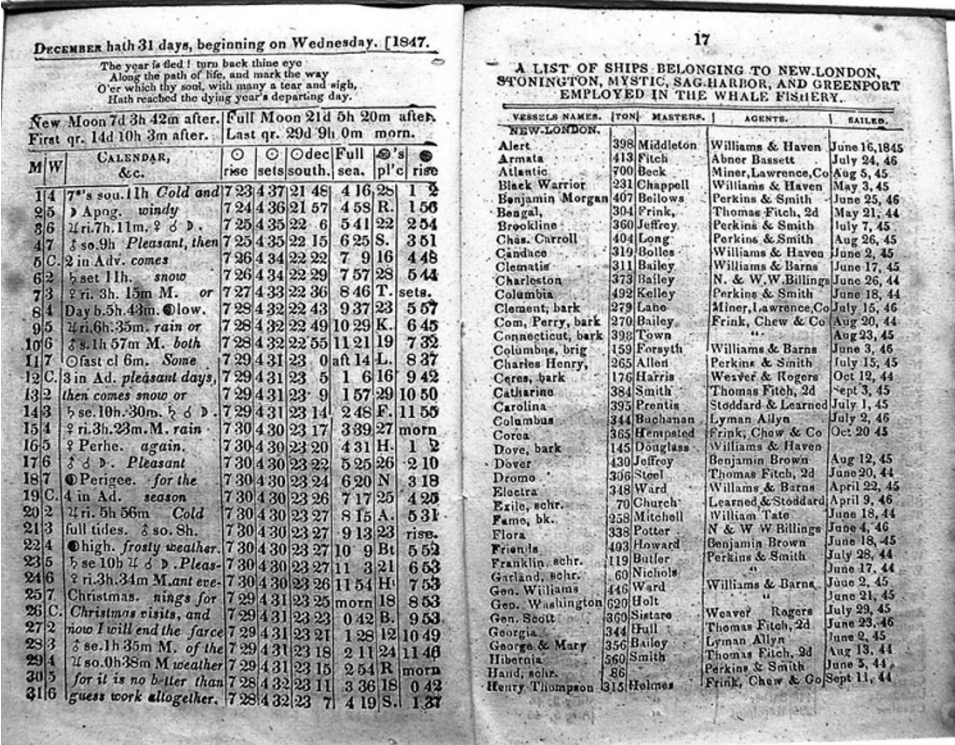 DECEMBER hath 31 days, beginning on Wednesday. [1847.
The year is fled! turn back thine eye
Along the path of life, and mark the way
O'er which thy soul, with many a tear and sigh,
Hath reached the dying year's departing day.
New Moon 7d 3h 42m after. Full Moon 21d 5h 20m after.
First qr. 14d 10h 3m after. Last qr. 29d 9h 0m morn.
M W CALENDAR, &c. ☉ rise ☉ sets ☉ dec south. Full sea. 's pl'c rise
1 4 7*'s sou. 11h Cold and 7 23 4 37 21 48 4 16 28 1 2
2 5 ☽ Apog. windy 7 24 4 36 21 57 4 58 R. 1 56
3 6 ♃ ri. 7h. 11m. ♀ ☌ ☽. 7 25 4 35 22 6 5 41 22 2 54
4 7 ♂ so. 9h Pleasant, then 7 25 4 35 22 15 6 25 S. 3 51
5 C. 2 in Adv. comes 7 26 4 34 22 22 7 9 16 4 48
6 2 ♄ set 11h. snow 7 26 4 34 22 29 7 57 28 5 44
7 3 ♀ ri. 3h. 15m M. or 7 27 4 33 22 36 8 46 T. sets.
8 4 Day b. 5h. 43m. low. 7 28 4 32 22 43 9 37 23 5 57
9 5 ♃ ri. 6h. 35m. rain or 7 28 4 32 22 49 10 29 K. 6 45
10 6 ♂ s. 1h 57m M. both 7 28 4 32 22 55 11 21 19 7 32
11 7 ☉ fast cl 6m. Some 7 29 4 31 23 0 aft 14 L. 8 37
12 C. 3 in Ad. pleasant days, 7 29 4 31 23 5 1 6 16 9 42
13 2 then comes snow or 7 29 4 31 23 9 1 57 29 10 50
14 3 ♄ se. 10h. 30m. ♄ ☌ ☽. 7 29 4 31 23 14 2 48 F. 11 55
15 4 ♀ ri. 3h. 23m. M. rain 7 30 4 30 23 17 3 39 27 morn
16 5 ♀ Perhe. again. 7 30 4 30 23 20 4 31 H. 1 2
17 6 ♂ ☌ ☽. Pleasant 7 30 4 30 23 22 5 25 26 2 10
18 7 Perigee. for the 7 30 4 30 23 24 6 20 N 3 18
19 C. 4 in Ad. season 7 30 4 30 23 26 7 17 25 4 25
20 2 ♃ ri. 5h 56m Cold 7 30 4 30 23 27 8 15 A. 5 31
21 3 full tides. ♂ so. 8h. 7 30 4 30 23 27 9 13 23 rise.
22 4 high. frosty weather. 7 30 4 30 23 27 10 9 Bt 5 52
23 5 ♄ se 10h ♃ ☌ ☽. Pleas- 7 30 4 30 23 27 11 3 21 6 53
24 6 ♀ ri. 3h. 34m M. ant eve- 7 30 4 30 23 26 11 54 H 7 53
25 7 Christmas. nings for 7 29 4 31 23 25 morn 18 8 53
26 C. Christmas visits, and 7 29 4 31 23 23 0 42 B. 9 53
27 2 now I will end the farce 7 29 4 31 23 21 1 28 12 10 49
28 3 ♂ se. 1h 35m M. of the 7 29 4 31 23 18 2 11 24 11 46
29 4 ♃ so. 0h 38m M weather 7 29 4 31 23 15 2 54 R morn
30 5 for it is no better than 7 28 4 32 23 11 3 36 18 0 42
31 6 guess work altogether. 7 28 4 32 23 7 4 19 S. 1 37
17
A LIST OF SHIPS BELONGING TO NEW-LONDON,
STONINGTON, MYSTIC, SAG-HARBOR, AND GREENPORT
EMPLOYED IN THE WHALE FISHERY.
VESSELS NAMES. TON MASTERS. AGENTS. SAILED.
NEW-LONDON.
Alert 398 Middleton Williams & Haven June 16, 1845
Armata 413 Fitch Abner Bassett July 24, 46
Atlantic 700 Beck Miner, Lawrence, Co Aug 5, 45
Black Warrior 231 Chappell Williams & Haven May 3, 45
Benjamin Morgan 407 Bellows Perkins & Smith June 25, 46
Bengal, 304 Frink, Thomas Fitch, 2d May 21, 44
Brookline 360 Jeffrey Perkins & Smith July 7, 45
Chas. Carroll 404 Long Perkins & Smith Aug 26, 45
Candace 319 Bolles Williams & Haven June 2, 45
Clematis 311 Bailey Williams & Barns June 17, 45
Charleston 373 Bailey N. & W.W. Billings June 26, 44
Columbia 492 Kelley Perkins & Smith June 18, 44
Clement, bark 279 Lane Miner, Lawrence, Co July 15, 46
Com, Perry, bark 270 Bailey Frink, Chew & Co Aug 20, 44
Connecticut, bark 398 Town " Aug 23, 45
Columbus, brig 159 Forsyth Williams & Barns June 3, 46
Charles Henry, 265 Allen Perkins & Smith June 15, 45
Ceres, bark 176 Harris Weaver & Rogers Oct 12, 44
Catharine 384 Smith Thomas Fitch, 2d Sept 3, 45
Carolina 395 Prentis Stoddard & Learned July 1, 45
Columbus 344 Buchanan Lyman Allyn July 2, 46
Corea 365 Hempsted Frink, Chew & Co Oct 20 45
Dove, bark 145 Douglass Williams & Haven
Dover 430 Jeffrey Benjamin Brown Aug 12, 45
Dromo 306 Steel Thomas Fitch, 2d June 20, 44
Electra 348 Ward Willams & Barns April 22, 45
Exile, schr. 70 Church Learned & Stoddard April 9, 46
Fame, bk. 258 Mitchell William Tate June 18, 44
Flora 338 Potter N & W W Billings June 4, 46
Friends 403 Howard Benjamin Brown June 18, 45
Franklin, schr. 119 Butler Perkins & Smith July 28, 44
Garland, schr. 60 Nichols " June 17, 44
Gen. Williams 446 Ward Williams & Barns June 2, 45
Geo. Washington 620 Holt " June 21, 45
Gen. Scott 360 Sistare Weaver Rogers July 29, 45
Georgia 344 Hull Thomas Fitch, 2d June 23, 46
George & Mary 356 Bailey Lyman Allyn June 2, 45
Hibernia 560 Smith Thomas Fitch, 2d Aug 13, 44
Hand, schr. 86 Perkins & Smith June 5, 44
Henry Thompson 315 Holmes Frink, Chew & Co Sept 11, 44